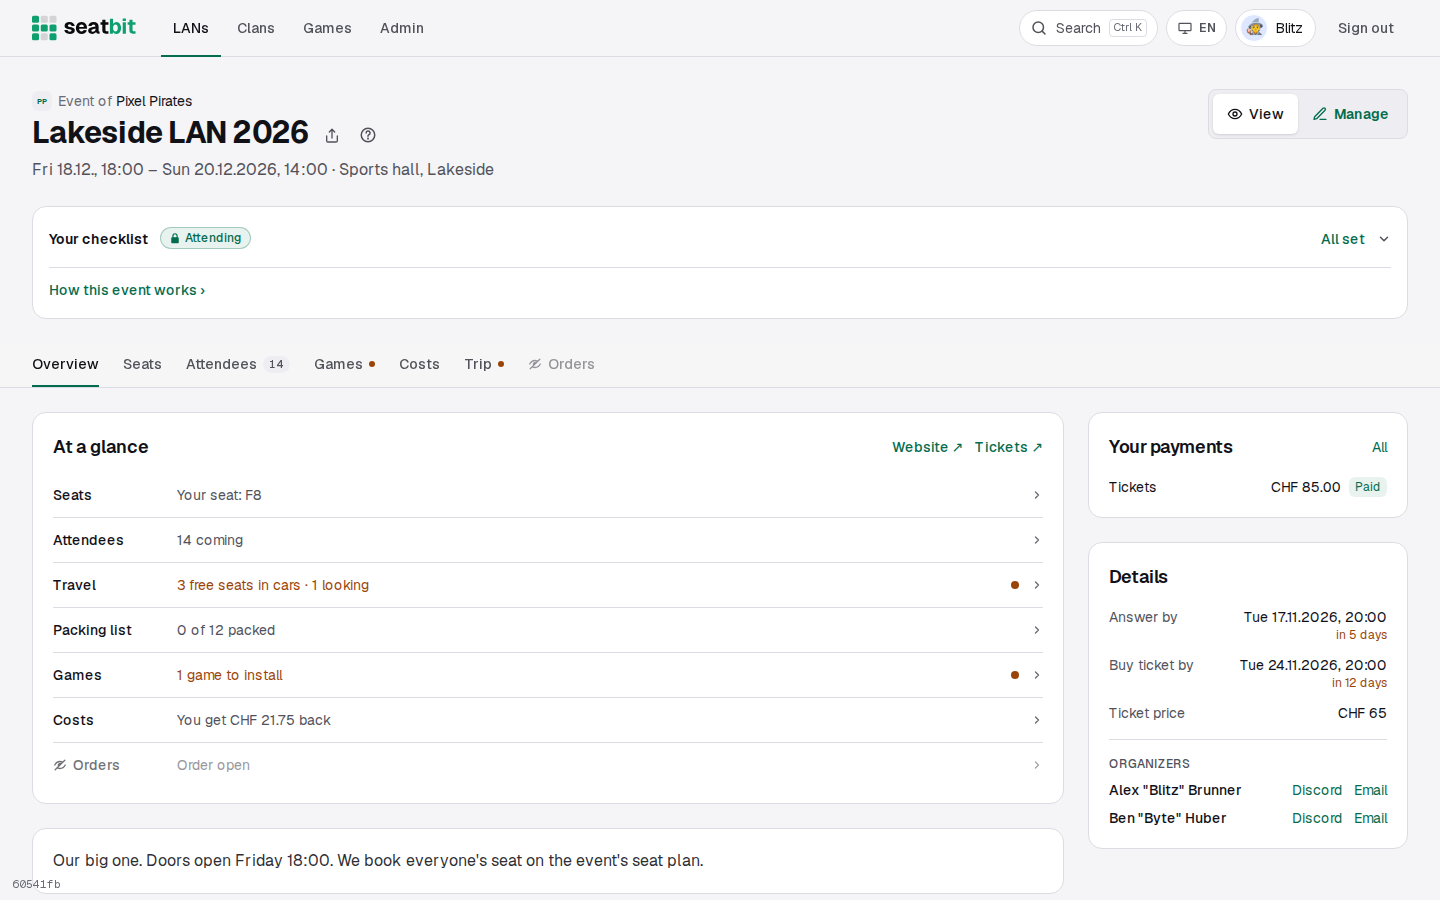 seatbit LANs Clans Games Admin Search Ctrl K EN Blitz Sign out
PP Event of Pixel Pirates
Lakeside LAN 2026
View Manage
Fri 18.12., 18:00 – Sun 20.12.2026, 14:00 · Sports hall, Lakeside
Your checklist Attending All set
How this event works ›
Overview Seats Attendees 14 Games Costs Trip Orders
At a glance Website ↗ Tickets ↗
Seats Your seat: F8
Attendees 14 coming
Travel 3 free seats in cars · 1 looking
Packing list 0 of 12 packed
Games 1 game to install
Costs You get CHF 21.75 back
Orders Order open
Our big one. Doors open Friday 18:00. We book everyone's seat on the event's seat plan.
Your payments All
Tickets CHF 85.00 Paid
Details
Answer by Tue 17.11.2026, 20:00
in 5 days
Buy ticket by Tue 24.11.2026, 20:00
in 12 days
Ticket price CHF 65
ORGANIZERS
Alex "Blitz" Brunner Discord Email
Ben "Byte" Huber Discord Email
60541fb